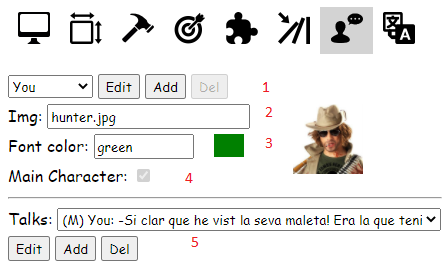 文 A
You Edit Add Del 1
Img: hunter.jpg 2
Font color: green 3
Main Character: 4
Talks: (M) You: -Si clar que he vist la seva maleta! Era la que teni
Edit Add Del 5